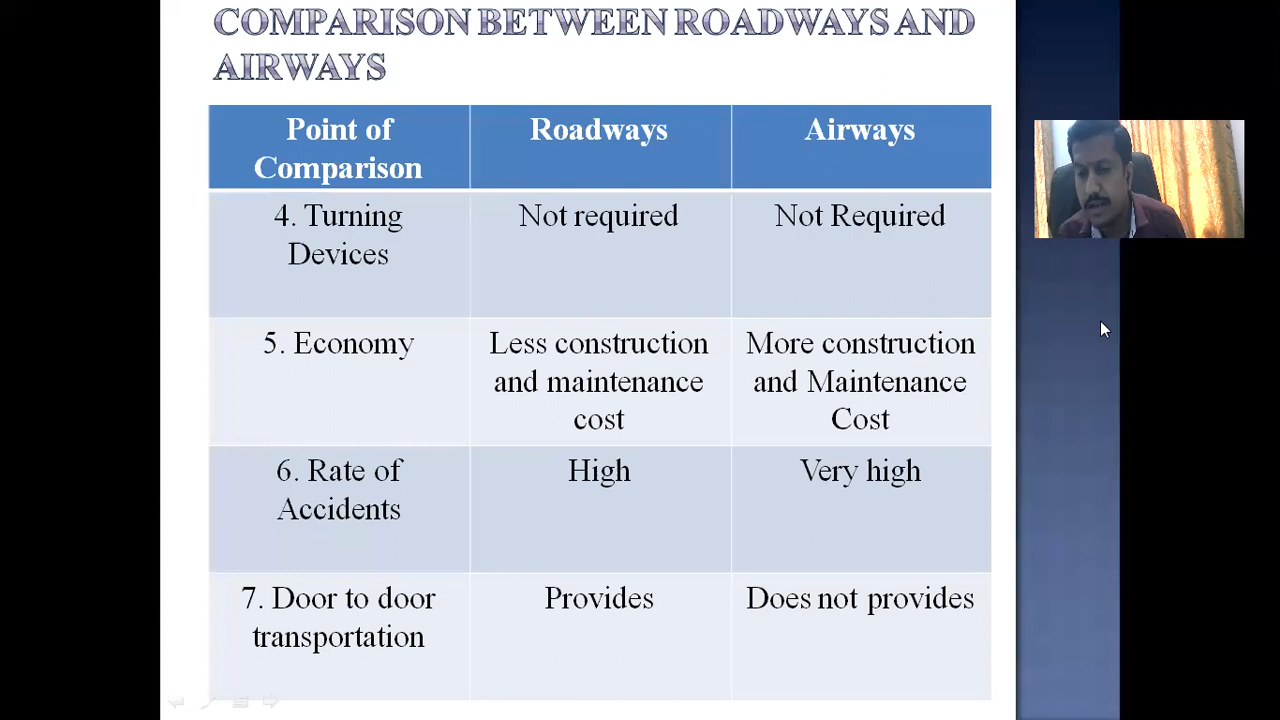 COMPARISON BETWEEN ROADWAYS AND
AIRWAYS
Point of
Comparison
Roadways
Airways
4. Turning
Devices
Not required
Not Required
5. Economy
Less construction
and maintenance
cost
More construction
and Maintenance
Cost
6. Rate of
Accidents
High
Very high
7. Door to door
transportation
Provides
Does not provides